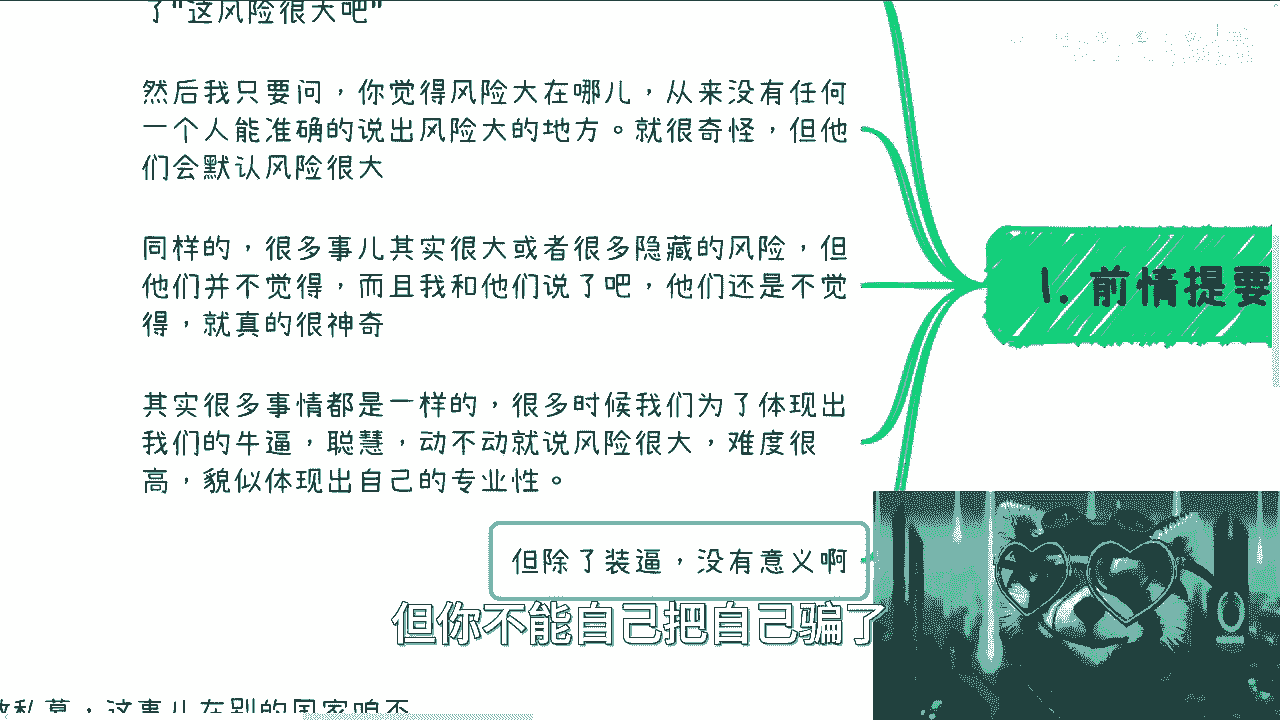 了"这风险很大吧"
然后我只要问，你觉得风险大在哪儿，从来没有任何
一个人能准确的说出风险大的地方。就很奇怪，但他
们会默认风险很大
同样的，很多事儿其实很大或者很多隐藏的风险，但
他们并不觉得，而且我和他们说了吧，他们还是不觉
得，就真的很神奇
其实很多事情都是一样的，很多时候我们为了体现出
我们的牛逼，聪慧，动不动就说风险很大，难度很
高，貌似体现出自己的专业性。
但除了装逼，没有意义啊
1. 前情提要
但你不能自己把自己骗了
私募，这事儿在别的国家咱不